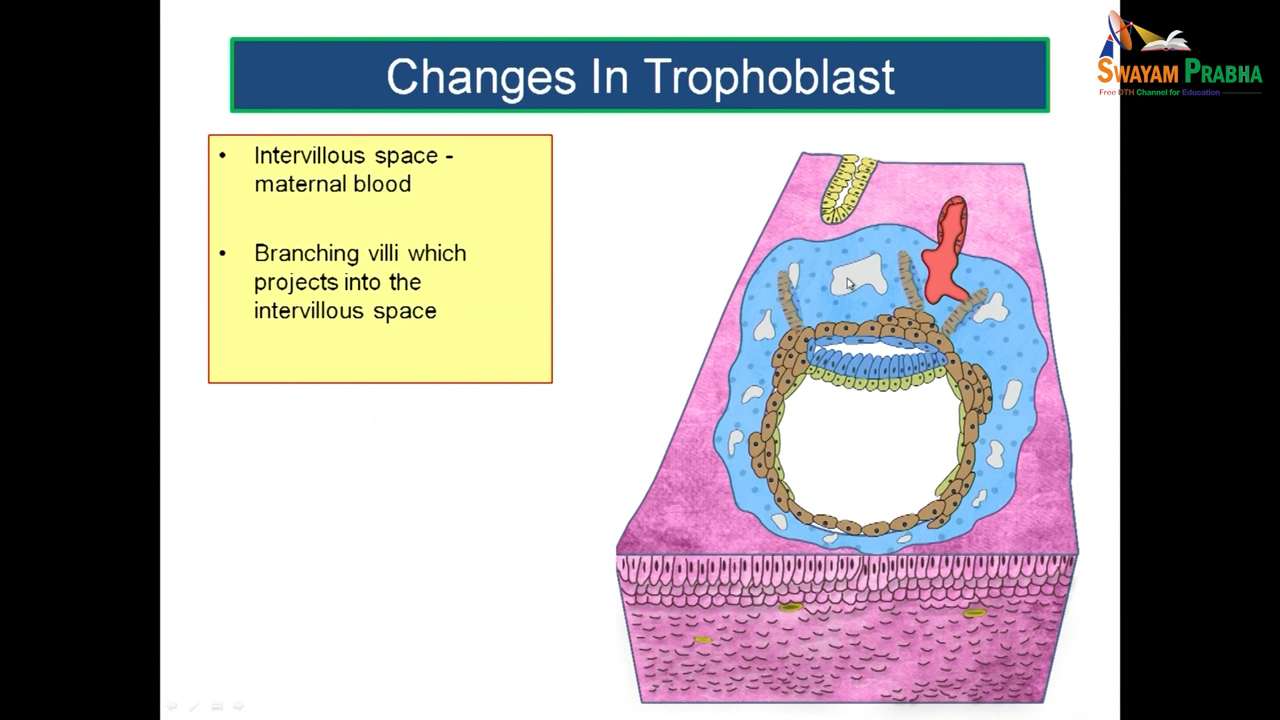 Changes In Trophoblast
SWAYAM PRABHA
Free DTH Channel for Education
• Intervillous space -
maternal blood
• Branching villi which
projects into the
intervillous space